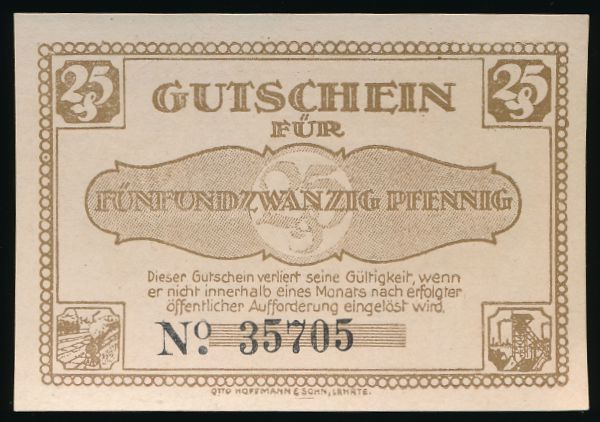 25 ₰
25 ₰
GUTSCHEIN
FÜR
25 ₰
FÜNFUNDZWANZIG PFENNIG
Dieser Gutschein verliert seine Gültigkeit, wenn
er nicht innerhalb eines Monats nach erfolgter
öffentlicher Aufforderung eingelöst wird.
No. 35705
OTTO HOFFMANN & SOHN, LEHRTE.